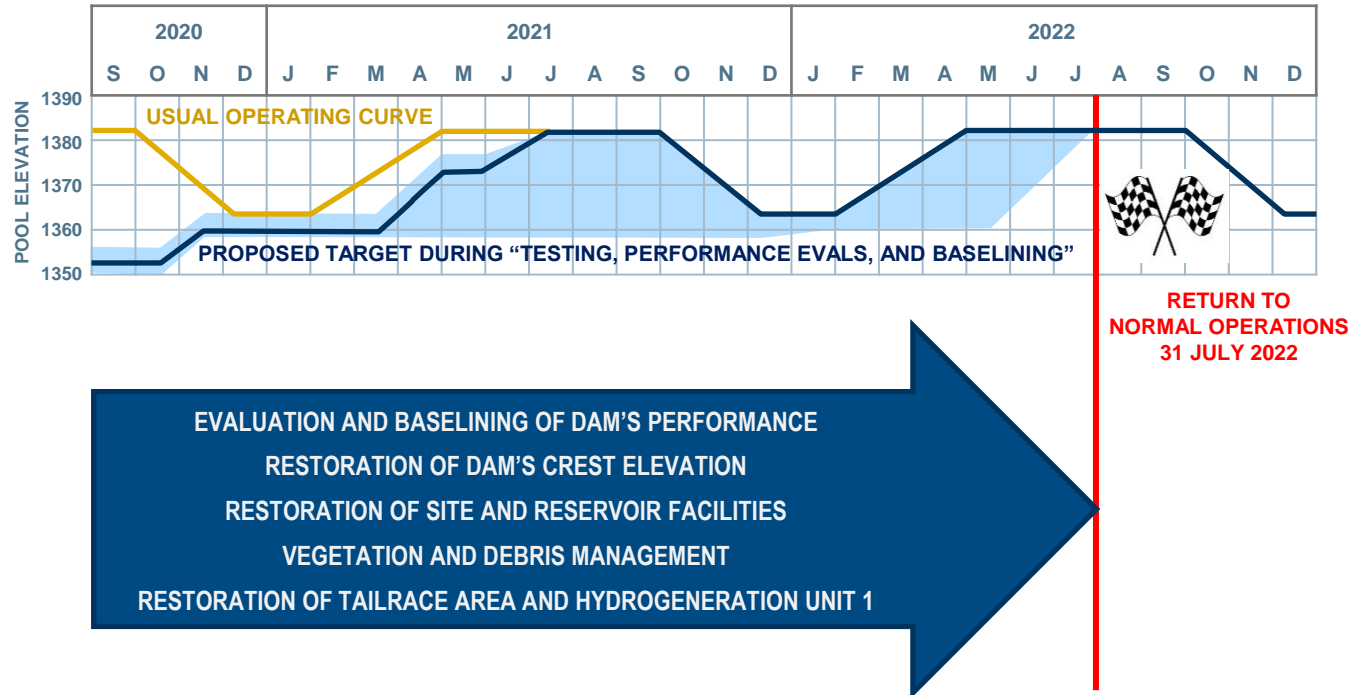 2020 2021 2022
S O N D J F M A M J J A S O N D J F M A M J J A S O N D
POOL ELEVATION
1390
1380
1370
1360
1350
USUAL OPERATING CURVE
PROPOSED TARGET DURING “TESTING, PERFORMANCE EVALS, AND BASELINING”
RETURN TO
NORMAL OPERATIONS
31 JULY 2022
EVALUATION AND BASELINING OF DAM’S PERFORMANCE
RESTORATION OF DAM’S CREST ELEVATION
RESTORATION OF SITE AND RESERVOIR FACILITIES
VEGETATION AND DEBRIS MANAGEMENT
RESTORATION OF TAILRACE AREA AND HYDROGENERATION UNIT 1